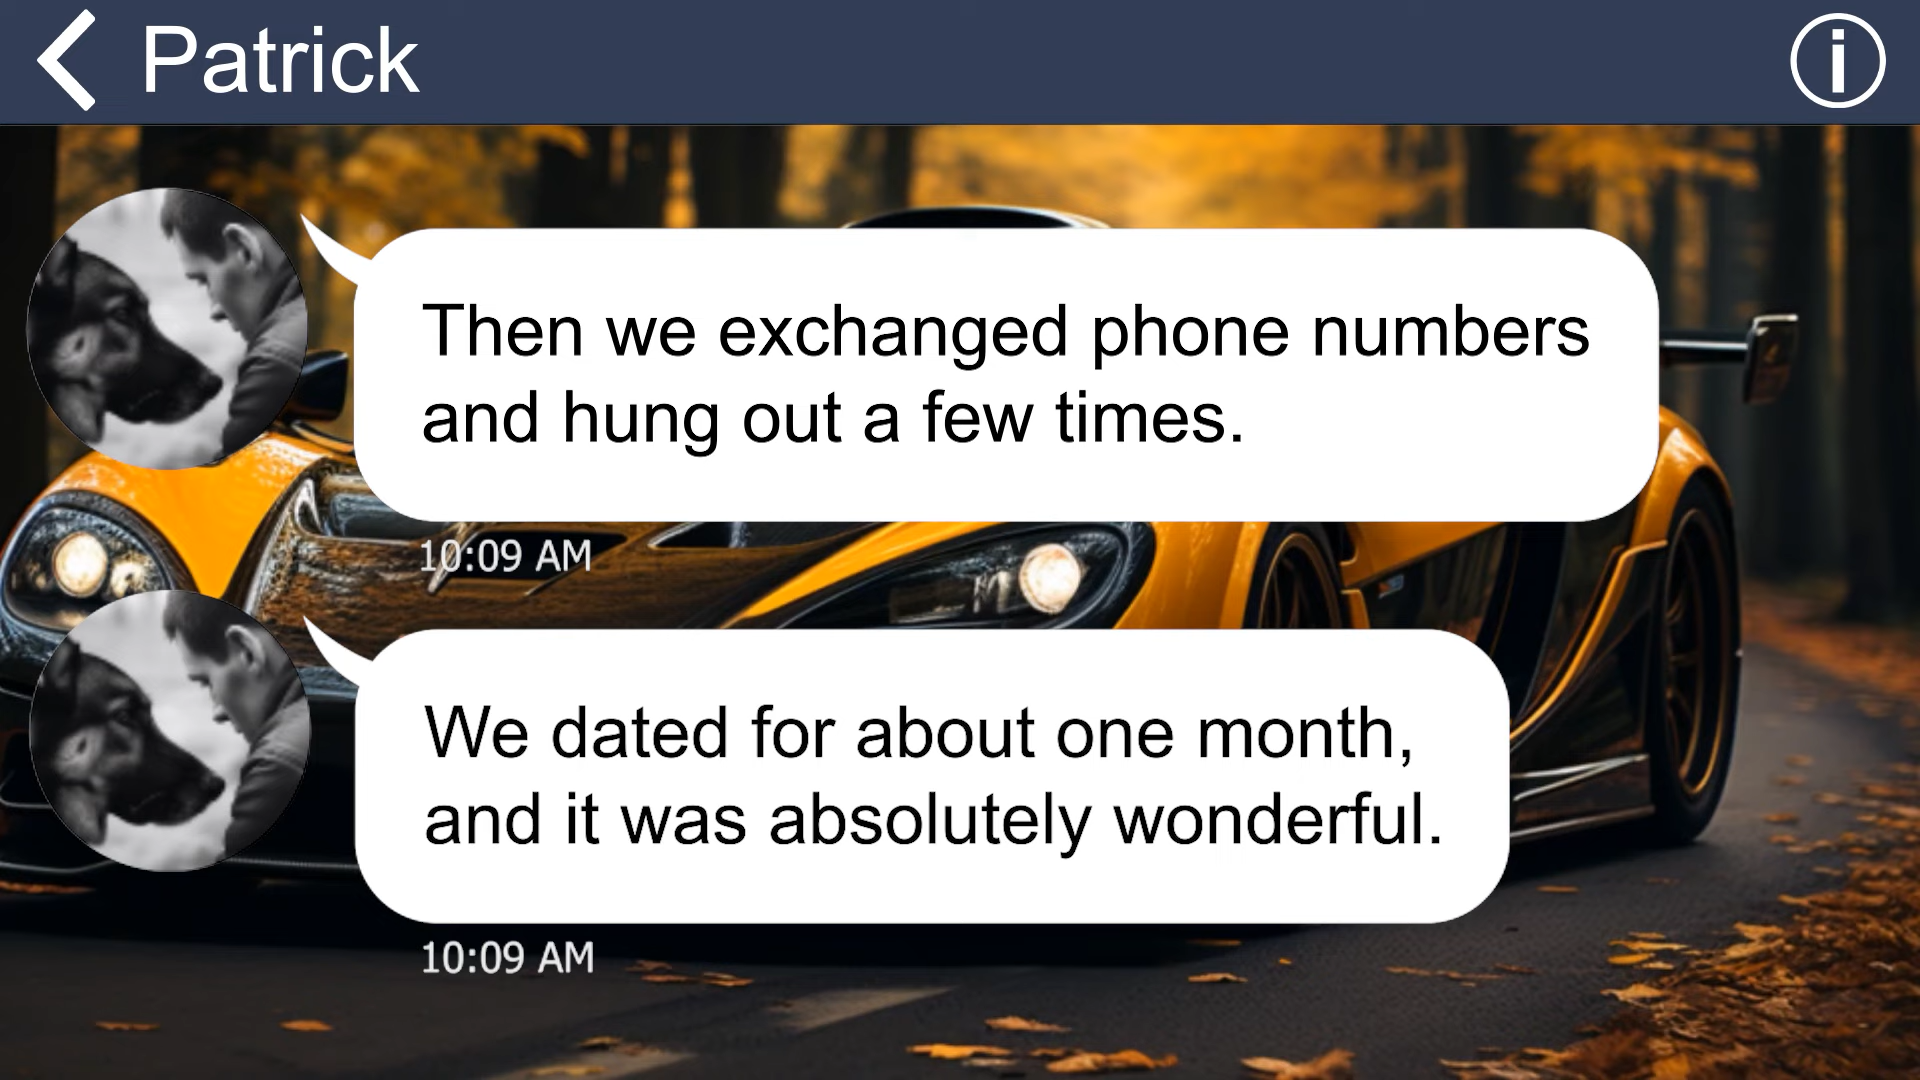 Patrick
Then we exchanged phone numbers
and hung out a few times.
10:09 AM
We dated for about one month,
and it was absolutely wonderful.
10:09 AM